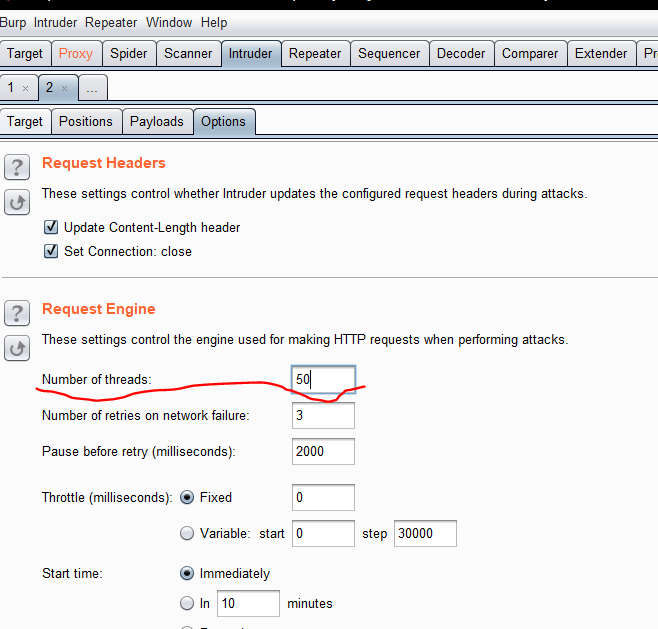 Burp Intruder Repeater Window Help
Target Proxy Spider Scanner Intruder Repeater Sequencer Decoder Comparer Extender
1 × 2 × ...
Target Positions Payloads Options
? Request Headers
These settings control whether Intruder updates the configured request headers during attacks.
Update Content-Length header
Set Connection: close
? Request Engine
These settings control the engine used for making HTTP requests when performing attacks.
Number of threads: 50
Number of retries on network failure: 3
Pause before retry (milliseconds): 2000
Throttle (milliseconds): Fixed 0
Variable: start 0 step 30000
Start time: Immediately
In 10 minutes